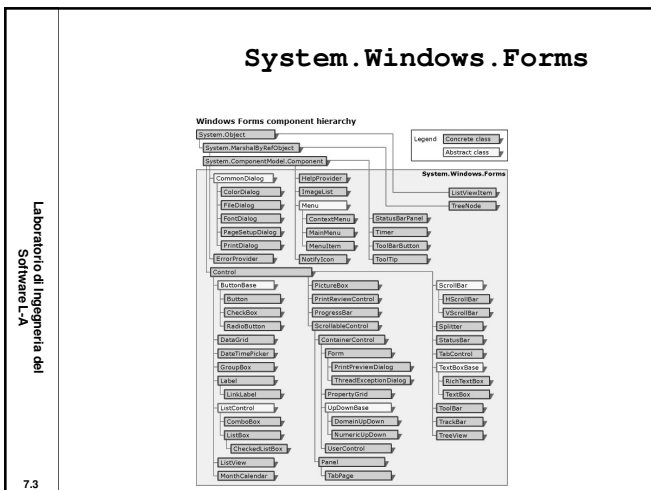 System.Windows.Forms
Windows Forms component hierarchy
System.Object
System.MarshalByRefObject
System.ComponentModel.Component
Legend
Concrete class
Abstract class
System.Windows.Forms
ListViewItem
TreeNode
CommonDialog
ColorDialog
FileDialog
FontDialog
PageSetupDialog
PrintDialog
ErrorProvider
HelpProvider
ImageList
Menu
ContextMenu
MainMenu
MenuItem
NotifyIcon
StatusBarPanel
Timer
ToolBarButton
ToolTip
Control
ButtonBase
Button
CheckBox
RadioButton
DataGrid
DateTimePicker
GroupBox
Label
LinkLabel
ListControl
ComboBox
ListBox
CheckedListBox
ListView
MonthCalendar
PictureBox
PrintReviewControl
ProgressBar
ScrollableControl
ContainerControl
Form
PrintPreviewDialog
ThreadExceptionDialog
PropertyGrid
UpDownBase
DomainUpDown
NumericUpDown
UserControl
Panel
TabPage
ScrollBar
HScrollBar
VScrollBar
Splitter
StatusBar
TabControl
TextBoxBase
RichTextBox
TextBox
ToolBar
TrackBar
TreeView
Laboratorio di Ingegneria del
Software L-A
7.3